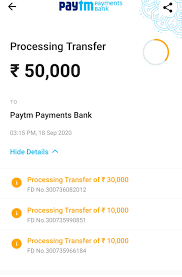 paytm payments bank
Processing Transfer
₹ 50,000
TO
Paytm Payments Bank
03:15 PM, 18 Sep 2020
Hide Details
Processing Transfer of ₹ 30,000
FD No.300736082012
Processing Transfer of ₹ 10,000
FD No.300735990851
Processing Transfer of ₹ 10,000
FD No.300735966184